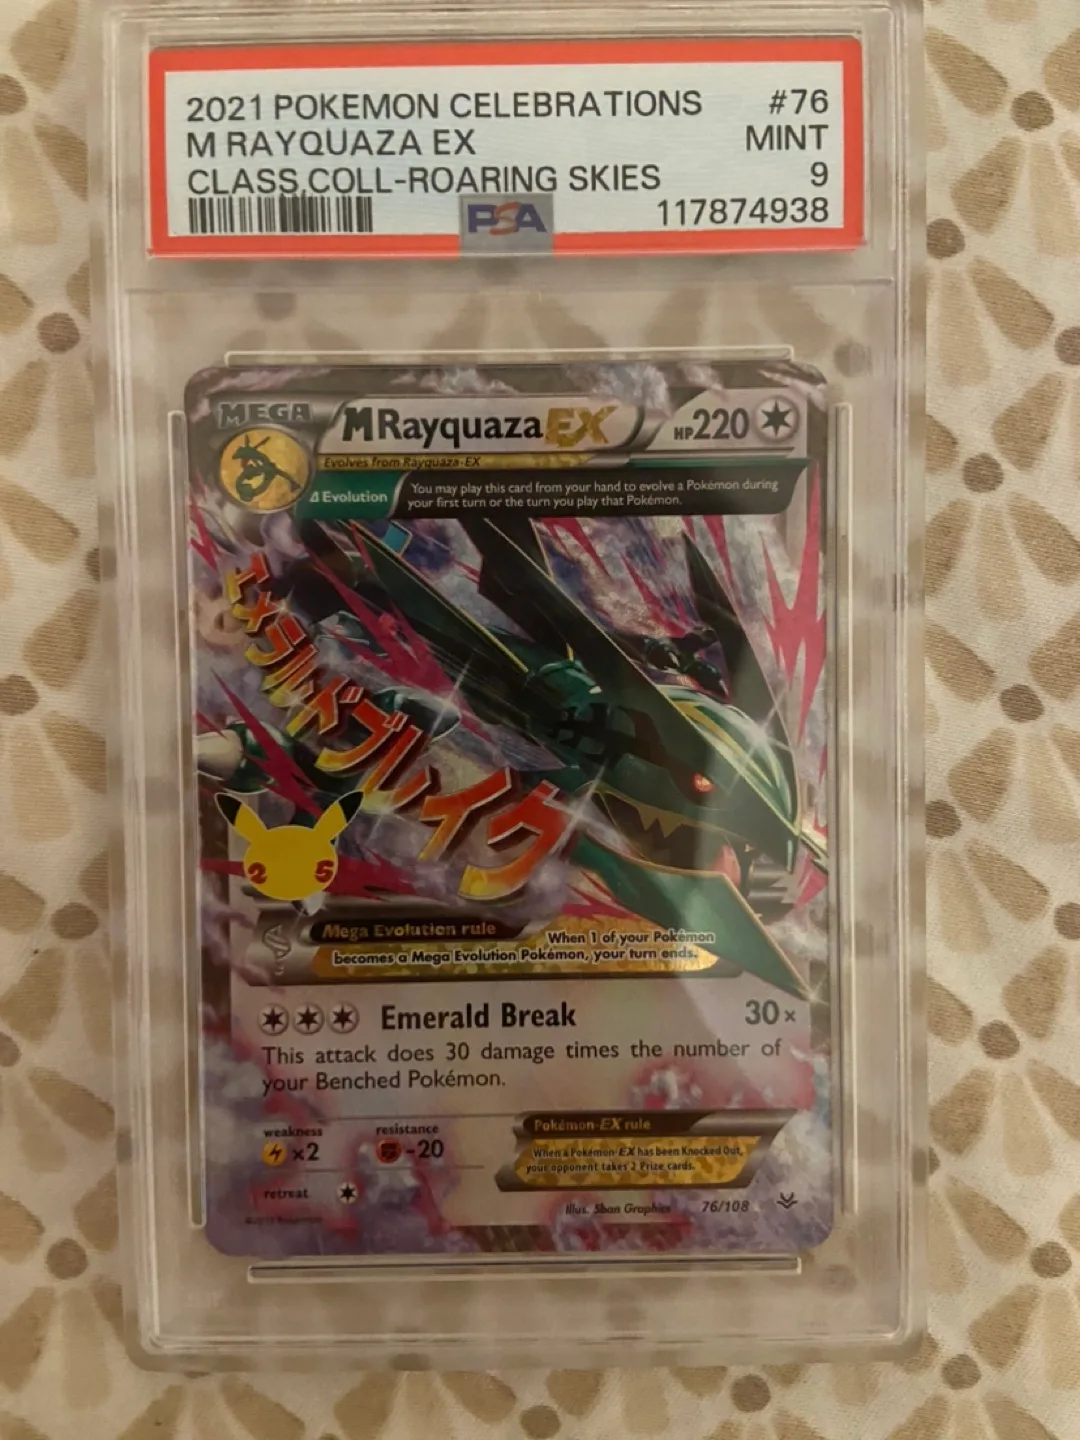 2021 POKEMON CELEBRATIONS #76
M RAYQUAZA EX MINT
CLASS.COLL-ROARING SKIES 9
PSA 117874938
MEGA M Rayquaza EX HP220
Evolves from Rayquaza-EX
Δ Evolution
You may play this card from your hand to evolve a Pokémon during
your first turn or the turn you play that Pokémon.
エメラルドブレイク
25
Mega Evolution rule
When 1 of your Pokémon
becomes a Mega Evolution Pokémon, your turn ends.
Emerald Break 30×
This attack does 30 damage times the number of
your Benched Pokémon.
weakness resistance
×2 -20
Pokémon-EX rule
When a Pokémon-EX has been Knocked Out,
your opponent takes 2 Prize cards.
retreat
Illus. 5ban Graphics 76/108